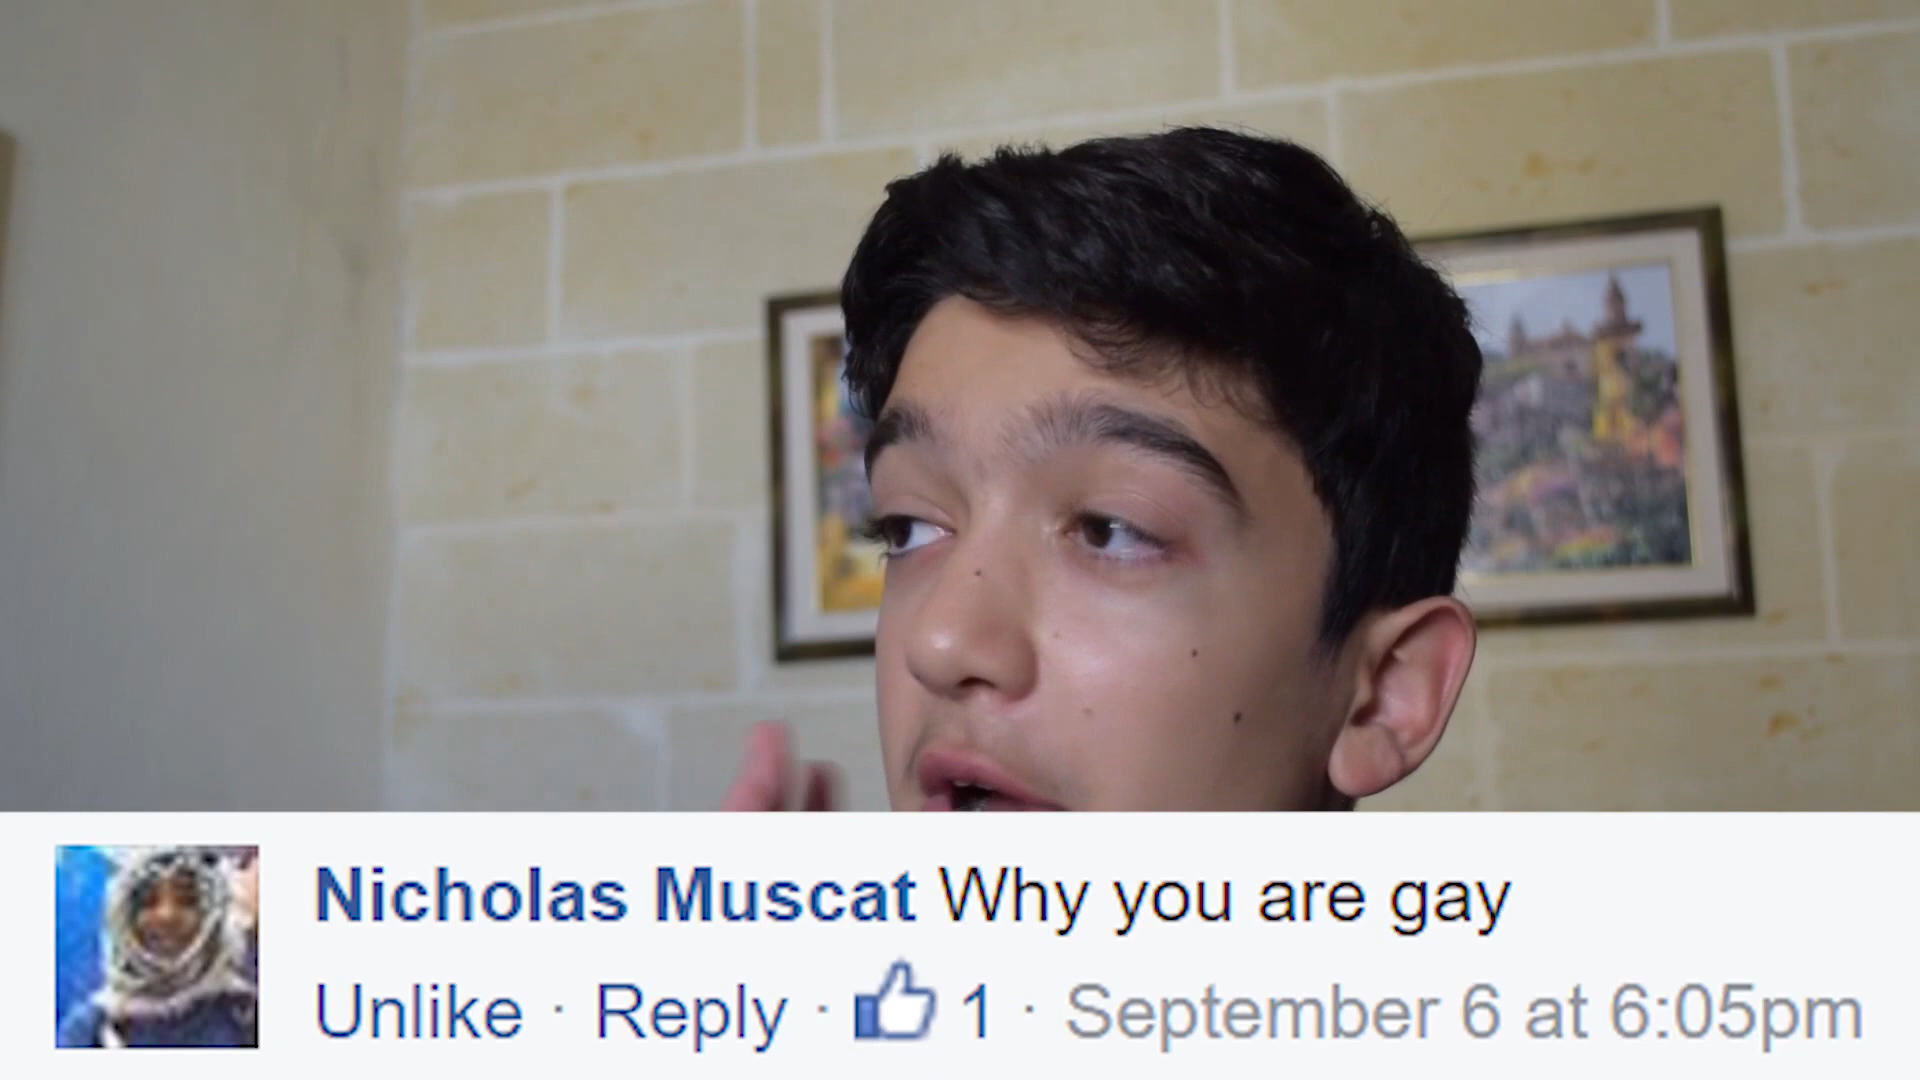 Nicholas Muscat Why you are gay
Unlike · Reply · 1 · September 6 at 6:05pm